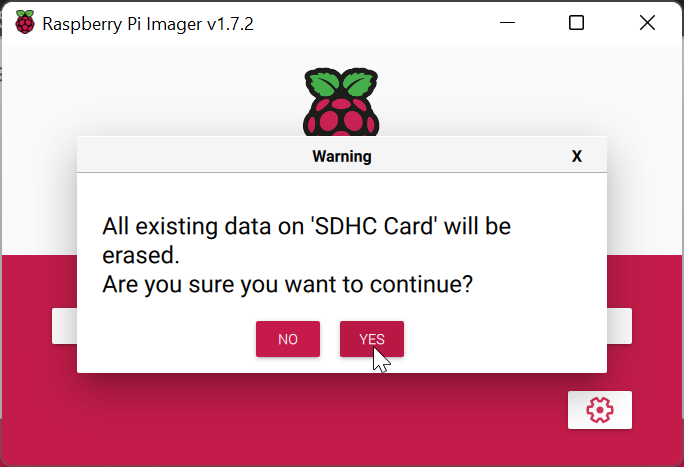 Raspberry Pi Imager v1.7.2
Warning
X
All existing data on 'SDHC Card' will be
erased.
Are you sure you want to continue?
NO
YES